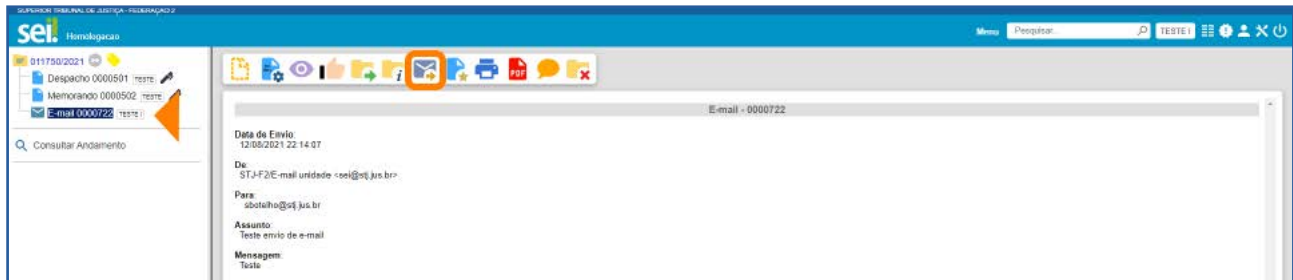 SUPERIOR TRIBUNAL DE JUSTIÇA - FEDERAÇÃO 2
sei. Homologacao
Menu Pesquisar... TESTE I
011750/2021
Despacho 0000501 TESTE
Memorando 0000502 TESTE
E-mail 0000722 TESTE I
Consultar Andamento
PDF
E-mail - 0000722
Data de Envio:
12/08/2021 22:14:07
De:
STJ-F2/E-mail unidade <sei@stj.jus.br>
Para:
sbotelho@stj.jus.br
Assunto:
Teste envio de e-mail
Mensagem:
Teste